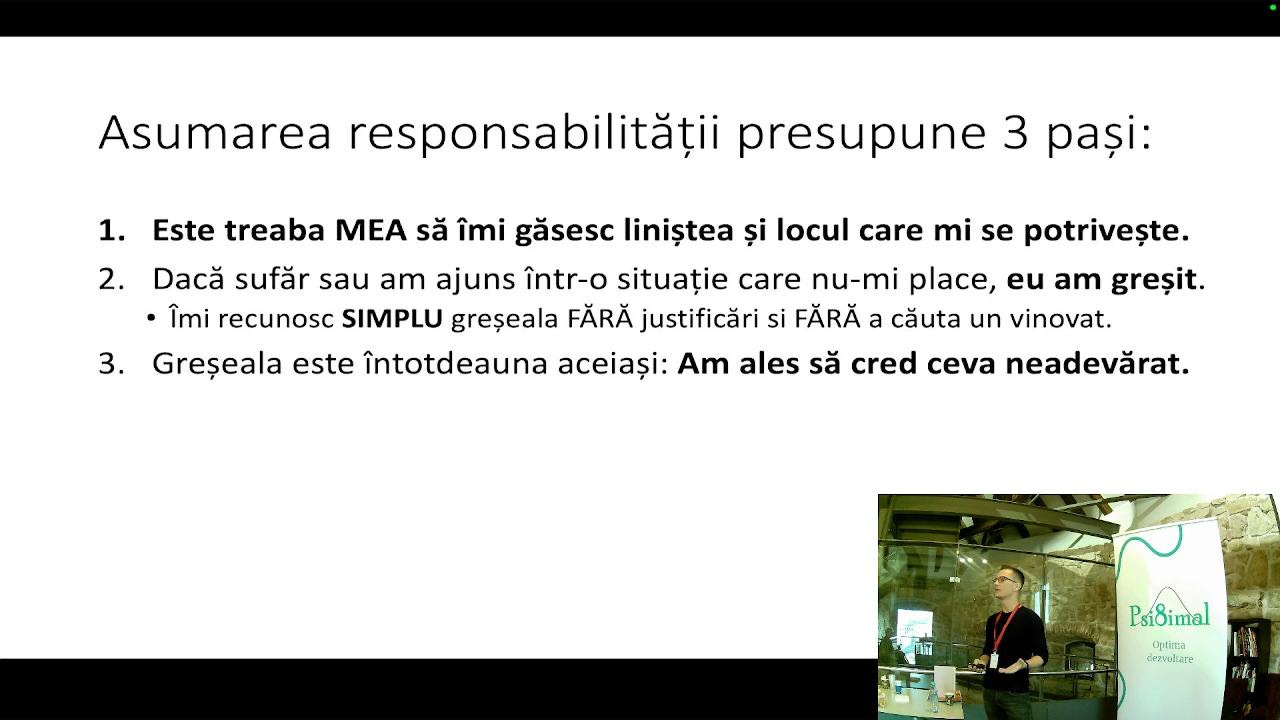 Asumarea responsabilității presupune 3 pași:
1. Este treaba MEA să îmi găsesc liniștea și locul care mi se potrivește.
2. Dacă sufăr sau am ajuns într-o situație care nu-mi place, eu am greșit.
• Îmi recunosc SIMPLU greșeala FĂRĂ justificări si FĂRĂ a căuta un vinovat.
3. Greșeala este întotdeauna aceiași: Am ales să cred ceva neadevărat.
Psi8imal
Optima
dezvoltare